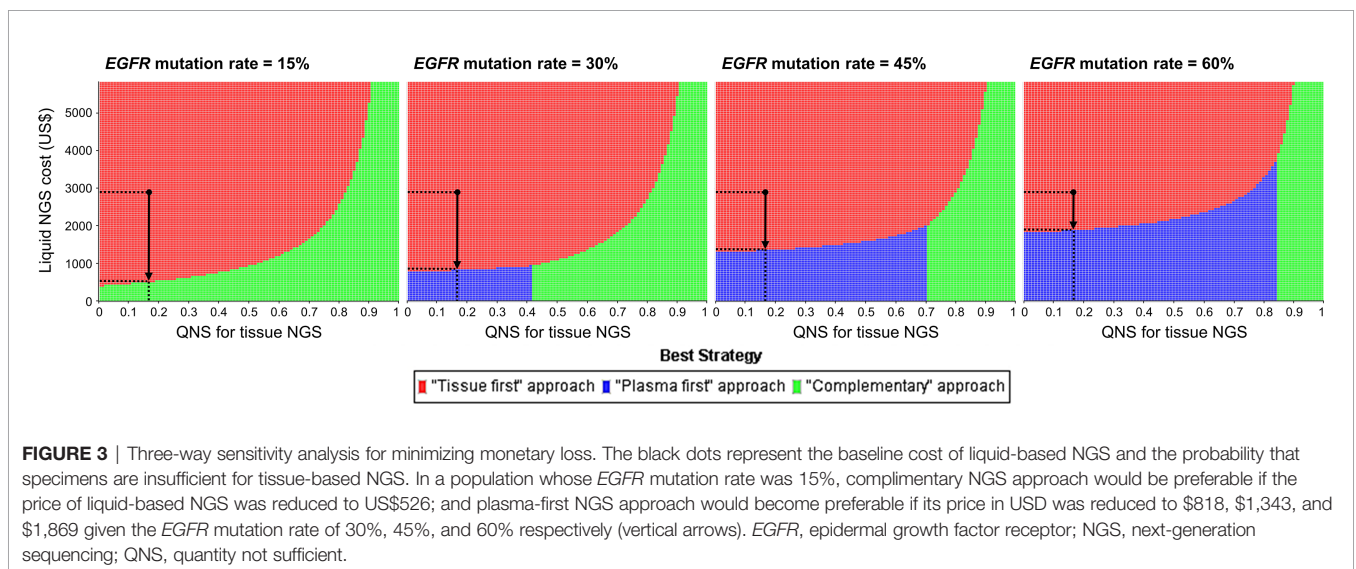 EGFR mutation rate = 15%
EGFR mutation rate = 30%
EGFR mutation rate = 45%
EGFR mutation rate = 60%
Liquid NGS cost (US$)
5000
4000
3000
2000
1000
0
0 0.1 0.2 0.3 0.4 0.5 0.6 0.7 0.8 0.9 1
0 0.1 0.2 0.3 0.4 0.5 0.6 0.7 0.8 0.9 1
0 0.1 0.2 0.3 0.4 0.5 0.6 0.7 0.8 0.9 1
0 0.1 0.2 0.3 0.4 0.5 0.6 0.7 0.8 0.9 1
QNS for tissue NGS
QNS for tissue NGS
QNS for tissue NGS
QNS for tissue NGS
Best Strategy
"Tissue first" approach "Plasma first" approach "Complementary" approach
FIGURE 3 | Three-way sensitivity analysis for minimizing monetary loss. The black dots represent the baseline cost of liquid-based NGS and the probability that
specimens are insufficient for tissue-based NGS. In a population whose EGFR mutation rate was 15%, complimentary NGS approach would be preferable if the
price of liquid-based NGS was reduced to US$526; and plasma-first NGS approach would become preferable if its price in USD was reduced to $818, $1,343, and
$1,869 given the EGFR mutation rate of 30%, 45%, and 60% respectively (vertical arrows). EGFR, epidermal growth factor receptor; NGS, next-generation
sequencing; QNS, quantity not sufficient.